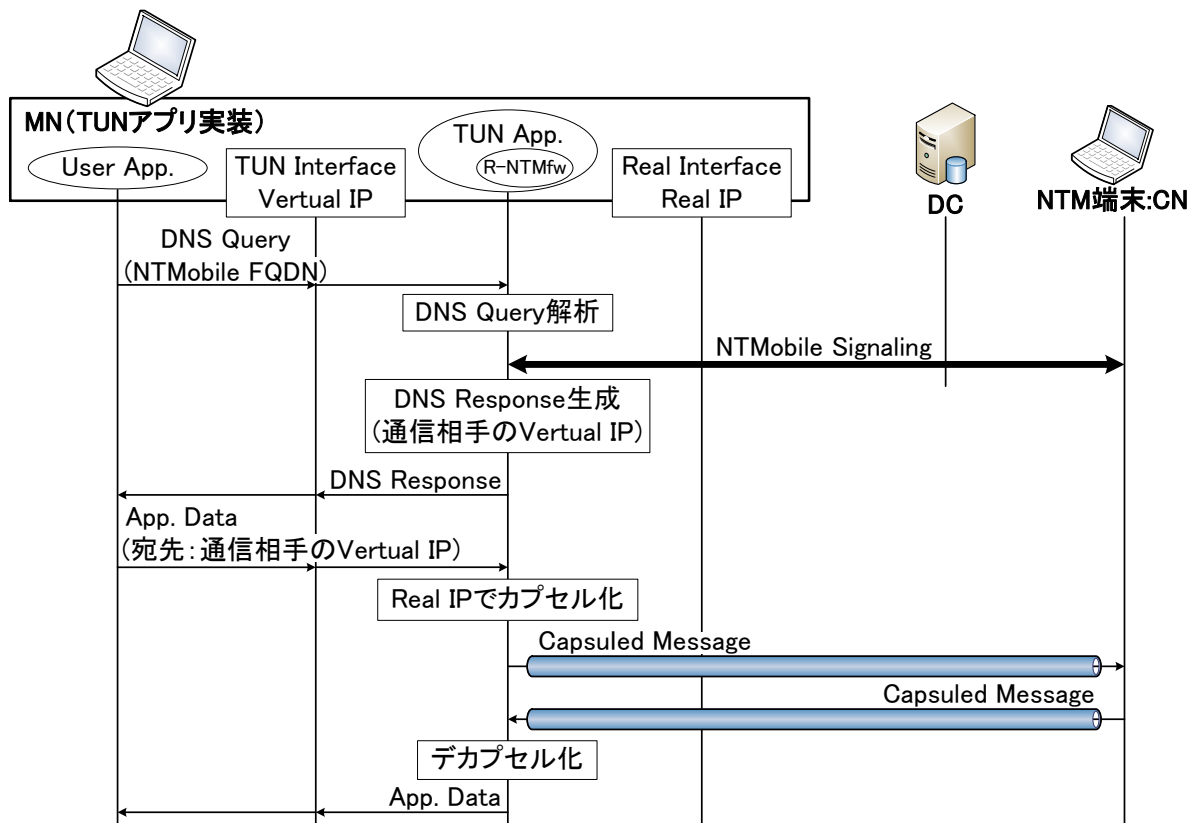 MN(TUNアプリ実装)
User App.
TUN Interface
Vertual IP
TUN App.
R-NTMfw
Real Interface
Real IP
DC
NTM端末:CN
DNS Query
(NTMobile FQDN)
DNS Query解析
NTMobile Signaling
DNS Response生成
(通信相手のVertual IP)
DNS Response
App. Data
(宛先:通信相手のVertual IP)
Real IPでカプセル化
Capsuled Message
Capsuled Message
デカプセル化
App. Data